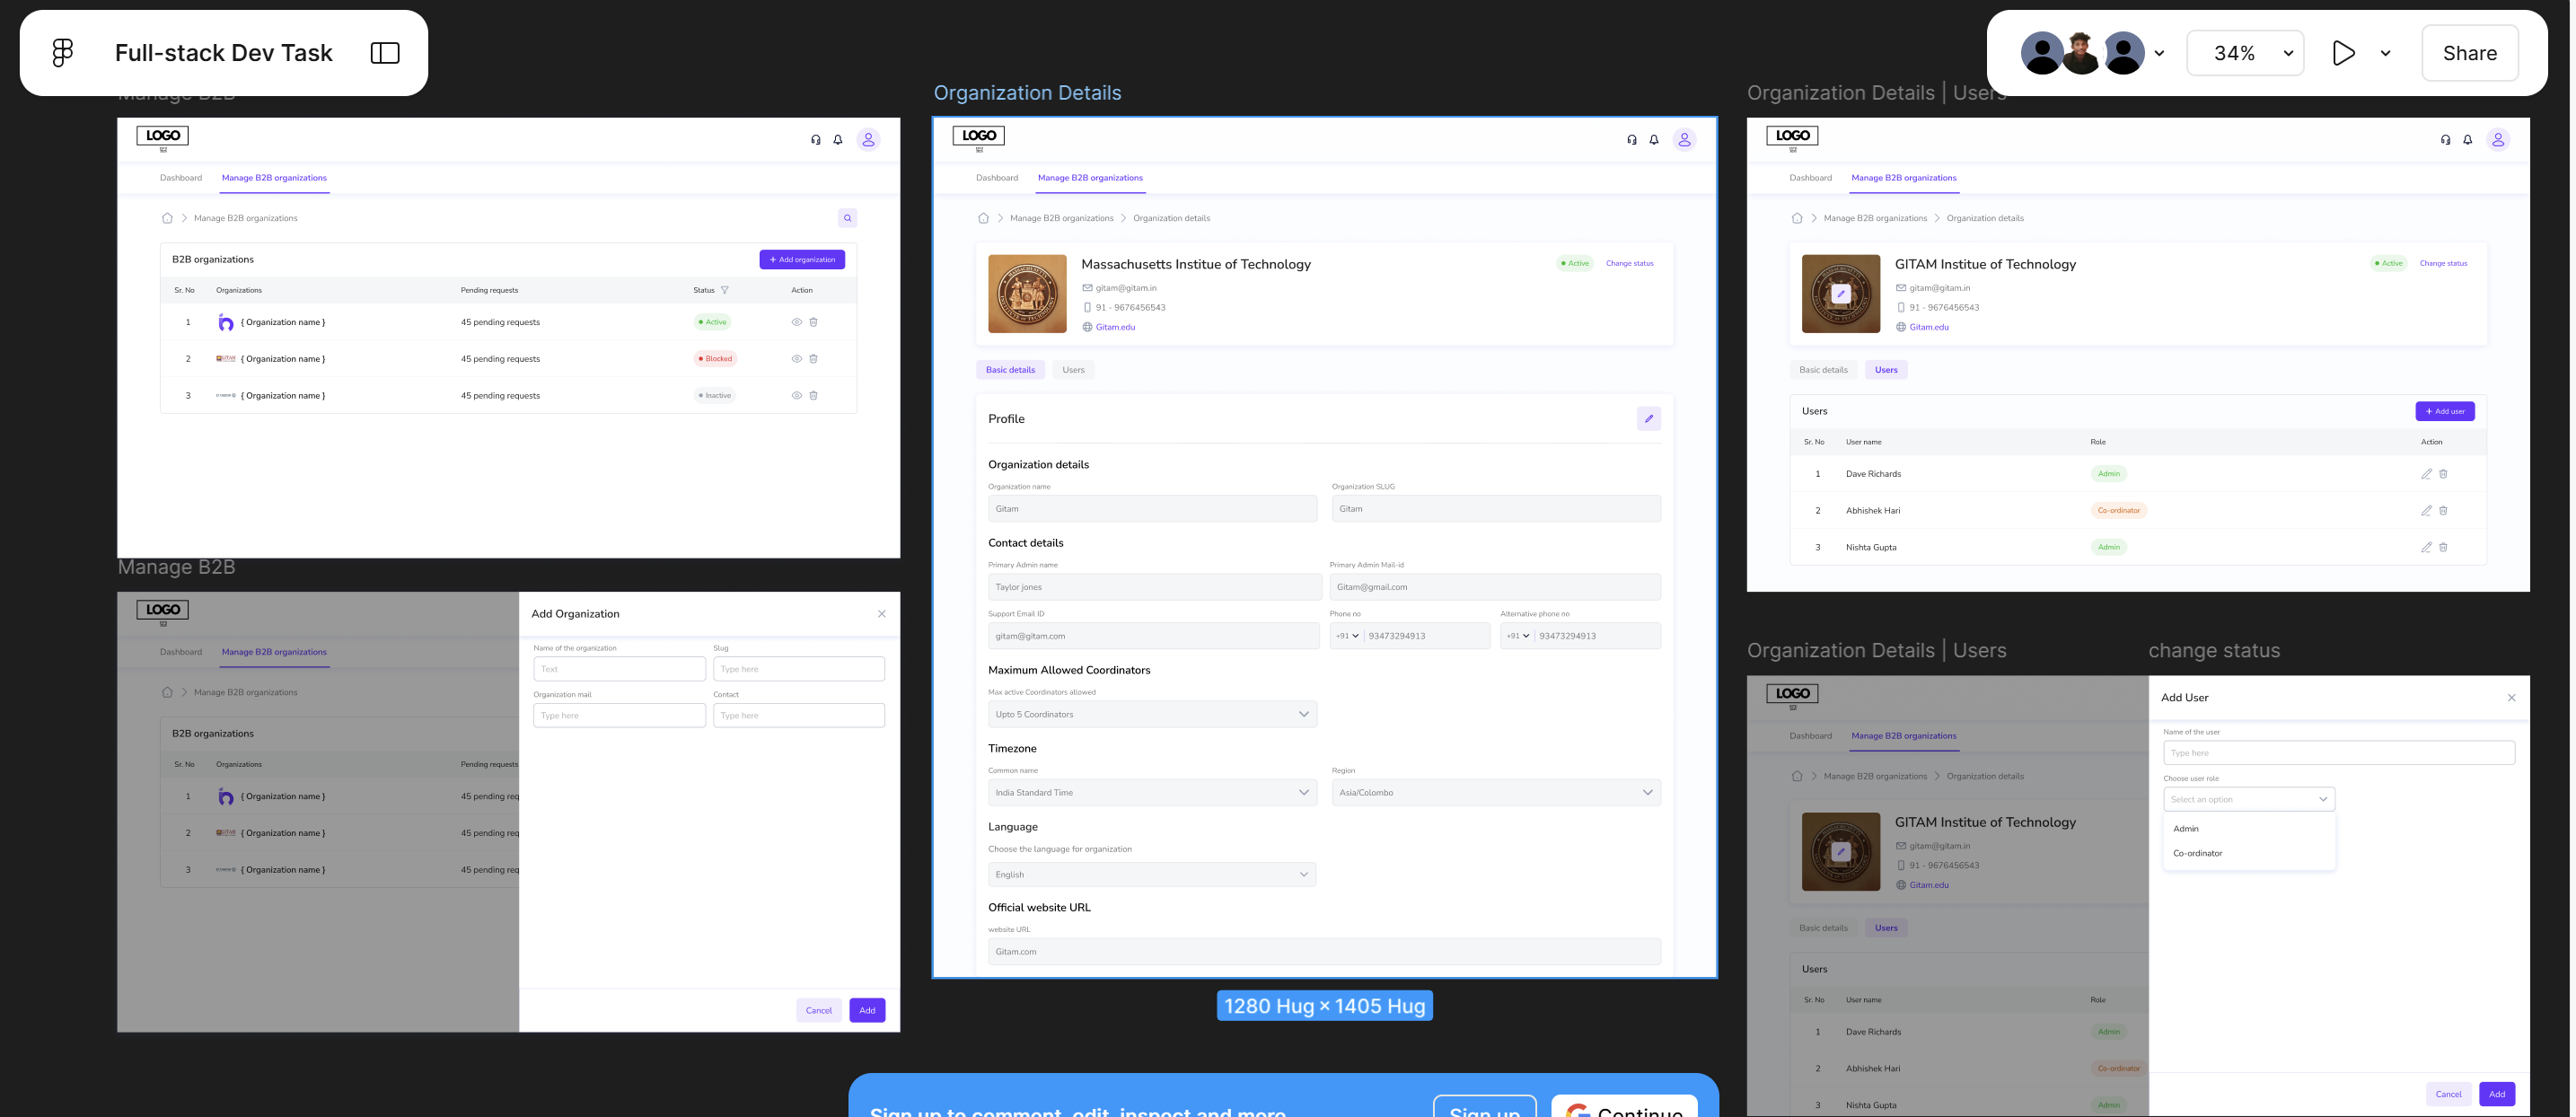 Full-stack Dev Task
34%
Share
Manage B2B
LOGO
Dashboard
Manage B2B organizations
Manage B2B organizations
B2B organizations
+ Add organization
Sr. No Organizations Pending requests Status Action
1 { Organization name } 45 pending requests Active
2 { Organization name } 45 pending requests Blocked
3 { Organization name } 45 pending requests Inactive
Manage B2B
LOGO
Dashboard
Manage B2B organizations
Manage B2B organizations
B2B organizations
Sr. No Organizations Pending requests
1 { Organization name } 45 pending req
2 { Organization name } 45 pending req
3 { Organization name } 45 pending req
Add Organization
Name of the organization Slug
Text Type here
Organization mail Contact
Type here Type here
Cancel Add
Organization Details
LOGO
Dashboard
Manage B2B organizations
Manage B2B organizations Organization details
Massachusetts Institue of Technology
Active Change status
gitam@gitam.in
91 - 9676456543
Gitam.edu
Basic details Users
Profile
Organization details
Organization name Organization SLUG
Gitam Gitam
Contact details
Primary Admin name Primary Admin Mail-id
Taylor jones Gitam@gmail.com
Support Email ID Phone no Alternative phone no
gitam@gitam.com +91 93473294913 +91 93473294913
Maximum Allowed Coordinators
Max active Coordinators allowed
Upto 5 Coordinators
Timezone
Common name Region
India Standard Time Asia/Colombo
Language
Choose the language for organization
English
Official website URL
website URL
Gitam.com
1280 Hug × 1405 Hug
Organization Details | Users
LOGO
Dashboard
Manage B2B organizations
Manage B2B organizations Organization details
GITAM Institue of Technology
Active Change status
gitam@gitam.in
91 - 9676456543
Gitam.edu
Basic details Users
Users
+ Add user
Sr. No User name Role Action
1 Dave Richards Admin
2 Abhishek Hari Co-ordinator
3 Nishta Gupta Admin
Organization Details | Users
change status
LOGO
Dashboard
Manage B2B organizations
Manage B2B organizations Organization details
GITAM Institue of Technology
gitam@gitam.in
91 - 9676456543
Gitam.edu
Basic details Users
Users
Sr. No User name Role
1 Dave Richards Admin
2 Abhishek Hari Co-ordinator
3 Nishta Gupta Admin
Add User
Name of the user
Type here
Choose user role
Select an option
Admin
Co-ordinator
Cancel Add
Sign up to comment, edit, inspect and more.
Sign up
Continue